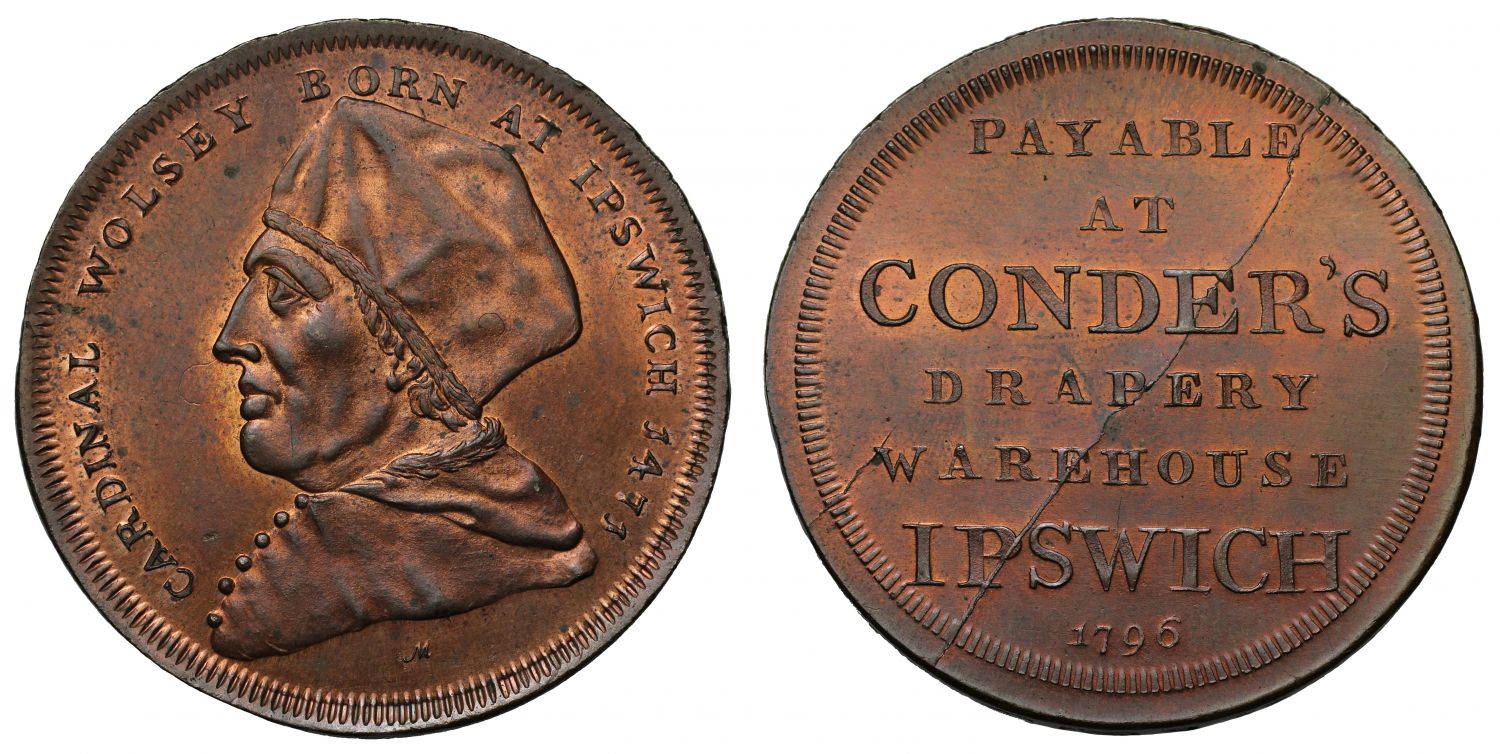 CARDINAL WOLSEY BORN AT IPSWICH 1471
M
PAYABLE
AT
CONDER'S
DRAPERY
WAREHOUSE
IPSWICH
1796